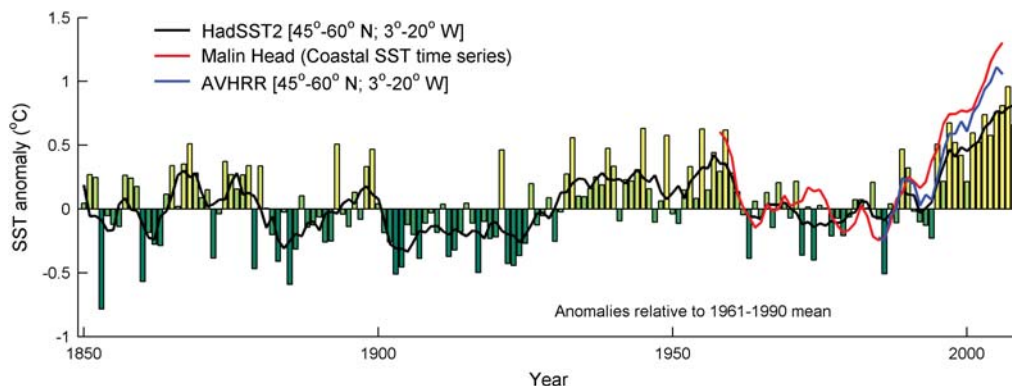 HadSST2 [45°-60° N; 3°-20° W]
Malin Head (Coastal SST time series)
AVHRR [45°-60° N; 3°-20° W]
SST anomaly (°C)
1.5
1
0.5
0
-0.5
-1
Anomalies relative to 1961-1990 mean
1850 1900 1950 2000
Year